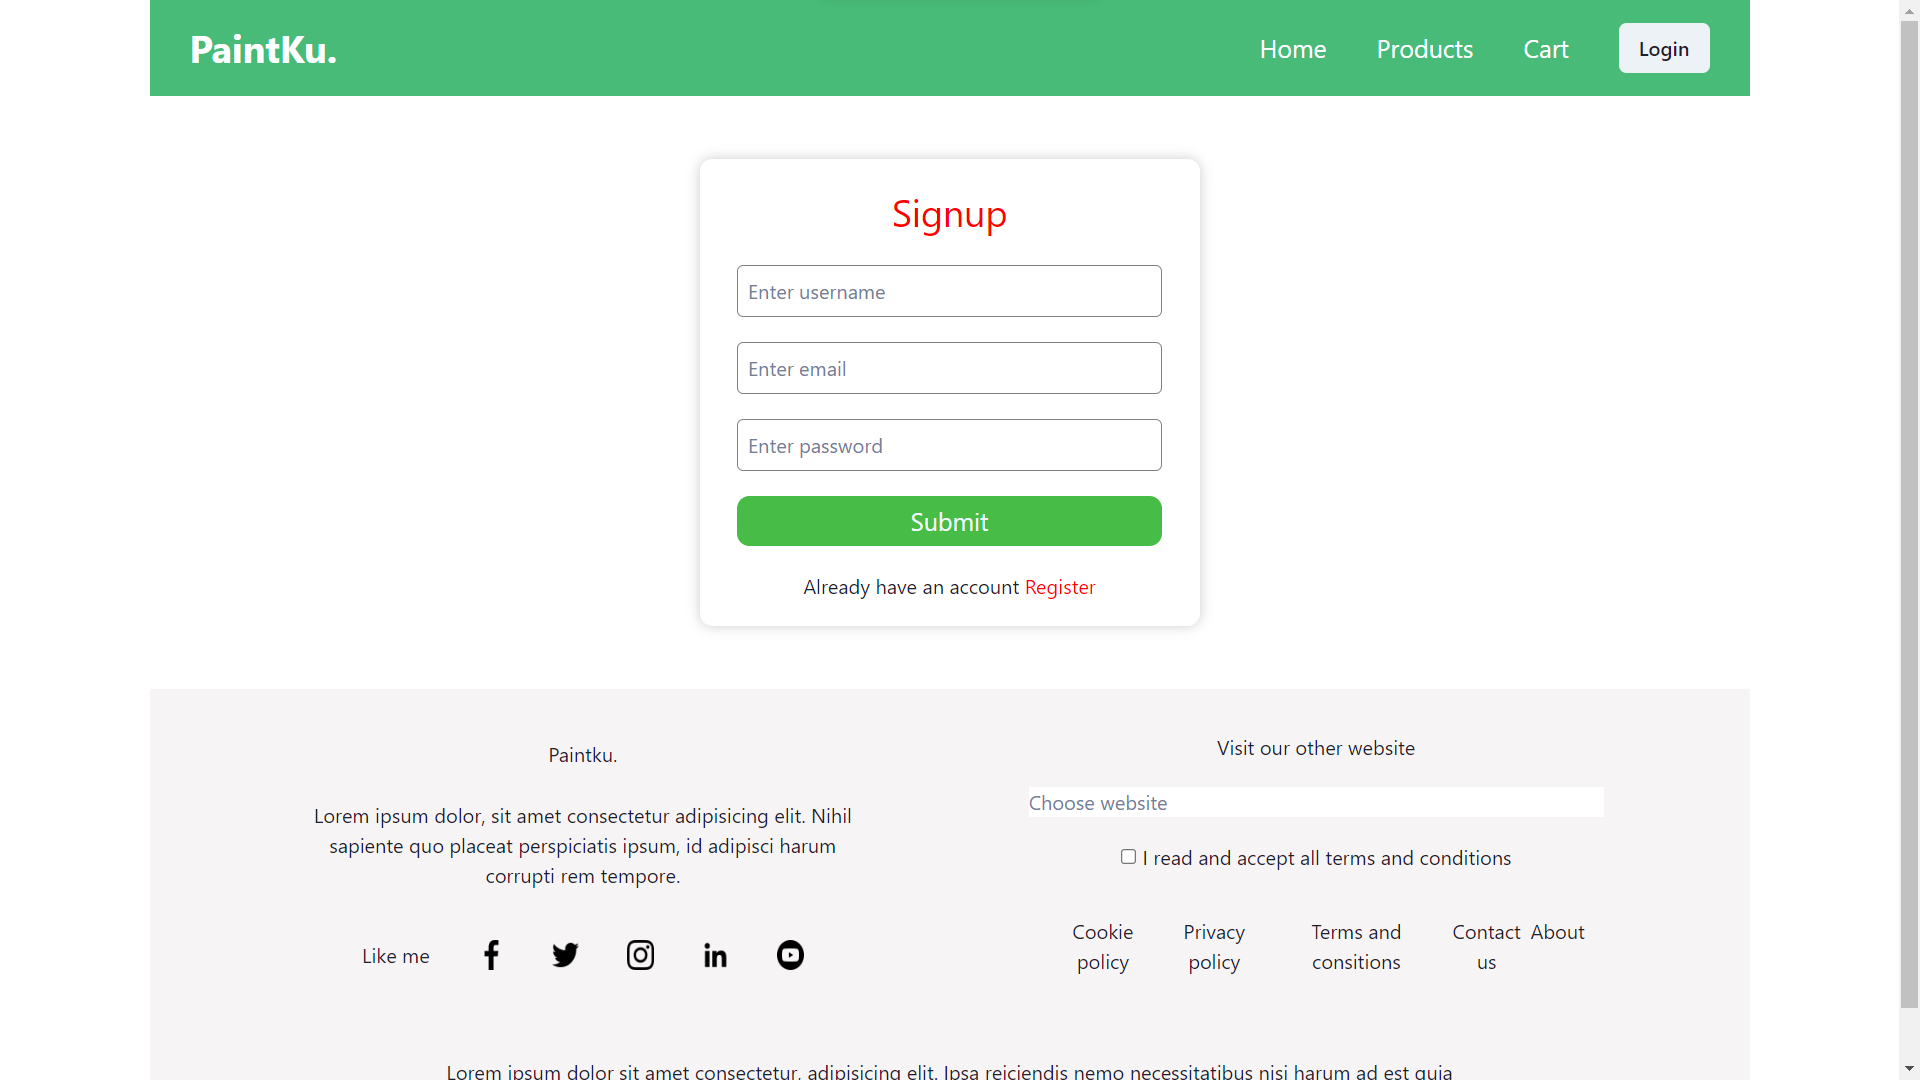 PaintKu.
Home
Products
Cart
Login
Signup
Enter username
Enter email
Enter password
Submit
Already have an account Register
Paintku.
Lorem ipsum dolor, sit amet consectetur adipisicing elit. Nihil
sapiente quo placeat perspiciatis ipsum, id adipisci harum
corrupti rem tempore.
Like me
Visit our other website
Choose website
I read and accept all terms and conditions
Cookie
policy
Privacy
policy
Terms and
consitions
Contact
us
About
Lorem ipsum dolor sit amet consectetur, adipisicing elit. Ipsa reiciendis nemo necessitatibus nisi harum ad est quia